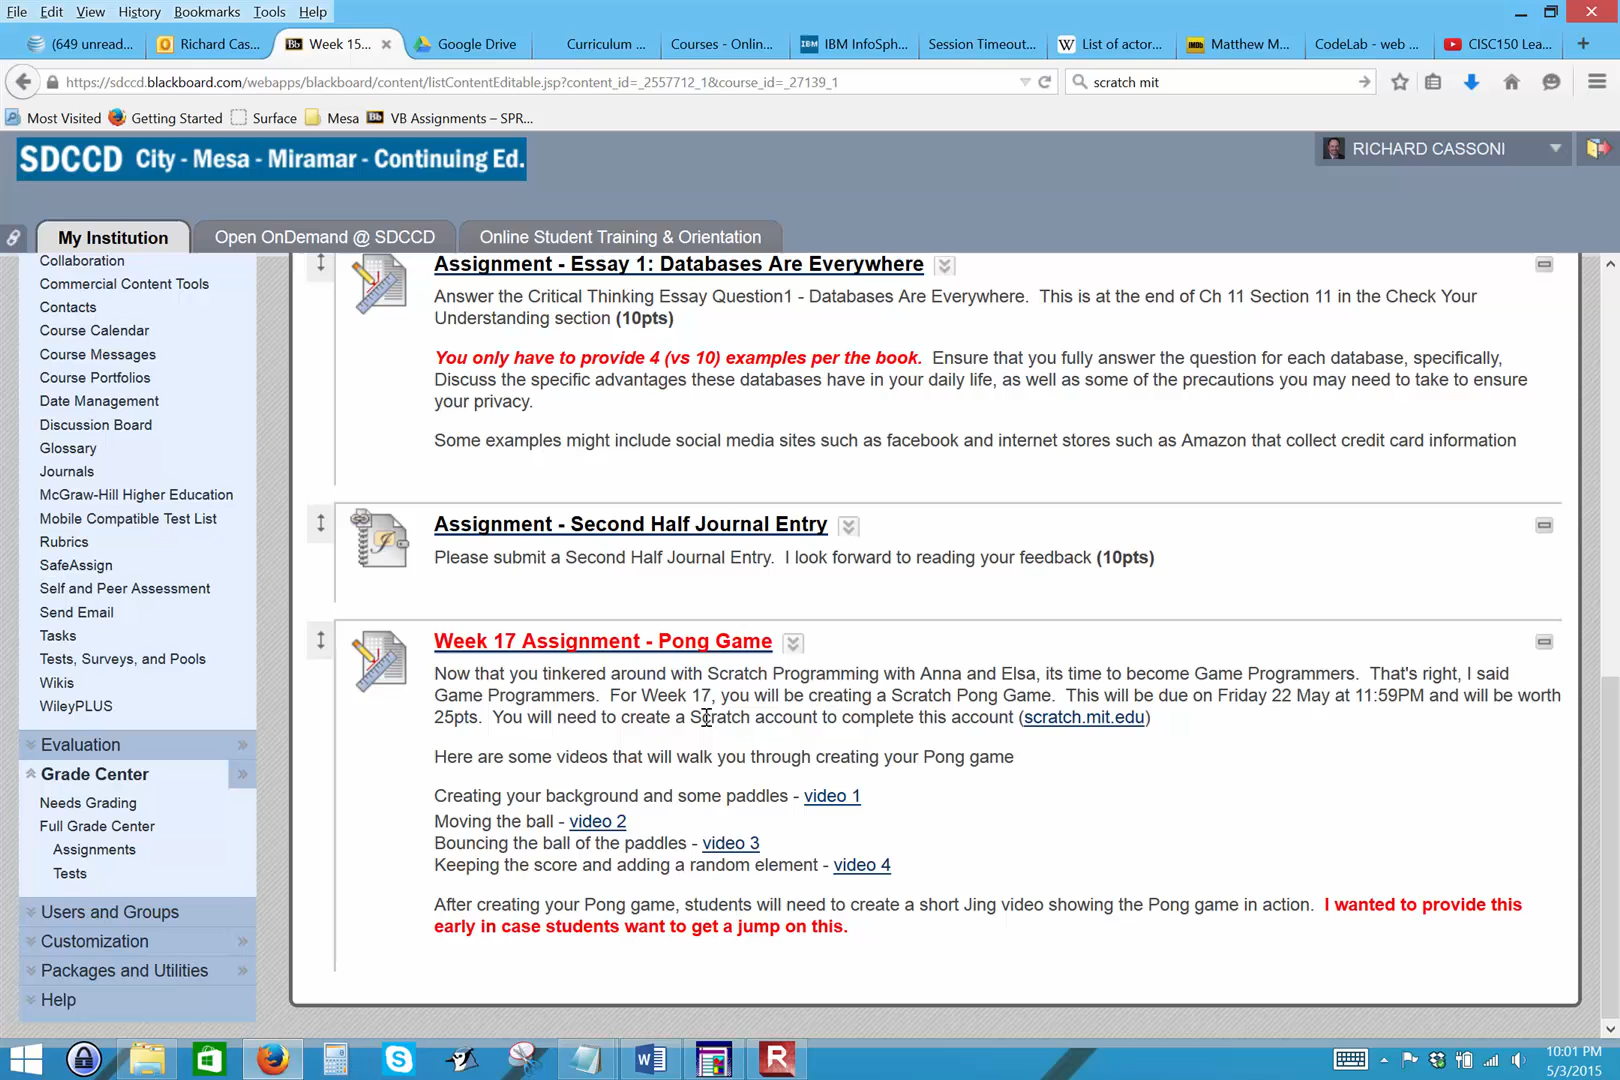 File Edit View History Bookmarks Tools Help
(649 unread... Richard Cas... Week 15... Google Drive Curriculum ... Courses - Onlin... IBM InfoSph... Session Timeout... List of actor... Matthew M... CodeLab - web ... CISC150 Lea...
https://sdccd.blackboard.com/webapps/blackboard/content/listContentEditable.jsp?content_id=_2557712_1&course_id=_27139_1 scratch mit
Most Visited Getting Started Surface Mesa VB Assignments – SPR...
SDCCD City - Mesa - Miramar - Continuing Ed.
RICHARD CASSONI
My Institution Open OnDemand @ SDCCD Online Student Training & Orientation
Collaboration
Commercial Content Tools
Contacts
Course Calendar
Course Messages
Course Portfolios
Date Management
Discussion Board
Glossary
Journals
McGraw-Hill Higher Education
Mobile Compatible Test List
Rubrics
SafeAssign
Self and Peer Assessment
Send Email
Tasks
Tests, Surveys, and Pools
Wikis
WileyPLUS
Evaluation
Grade Center
Needs Grading
Full Grade Center
Assignments
Tests
Users and Groups
Customization
Packages and Utilities
Help
Assignment - Essay 1: Databases Are Everywhere
Answer the Critical Thinking Essay Question1 - Databases Are Everywhere. This is at the end of Ch 11 Section 11 in the Check Your
Understanding section (10pts)
You only have to provide 4 (vs 10) examples per the book. Ensure that you fully answer the question for each database, specifically,
Discuss the specific advantages these databases have in your daily life, as well as some of the precautions you may need to take to ensure
your privacy.
Some examples might include social media sites such as facebook and internet stores such as Amazon that collect credit card information
Assignment - Second Half Journal Entry
Please submit a Second Half Journal Entry. I look forward to reading your feedback (10pts)
Week 17 Assignment - Pong Game
Now that you tinkered around with Scratch Programming with Anna and Elsa, its time to become Game Programmers. That's right, I said
Game Programmers. For Week 17, you will be creating a Scratch Pong Game. This will be due on Friday 22 May at 11:59PM and will be worth
25pts. You will need to create a Scratch account to complete this account (scratch.mit.edu)
Here are some videos that will walk you through creating your Pong game
Creating your background and some paddles - video 1
Moving the ball - video 2
Bouncing the ball of the paddles - video 3
Keeping the score and adding a random element - video 4
After creating your Pong game, students will need to create a short Jing video showing the Pong game in action. I wanted to provide this
early in case students want to get a jump on this.
10:01 PM
5/3/2015